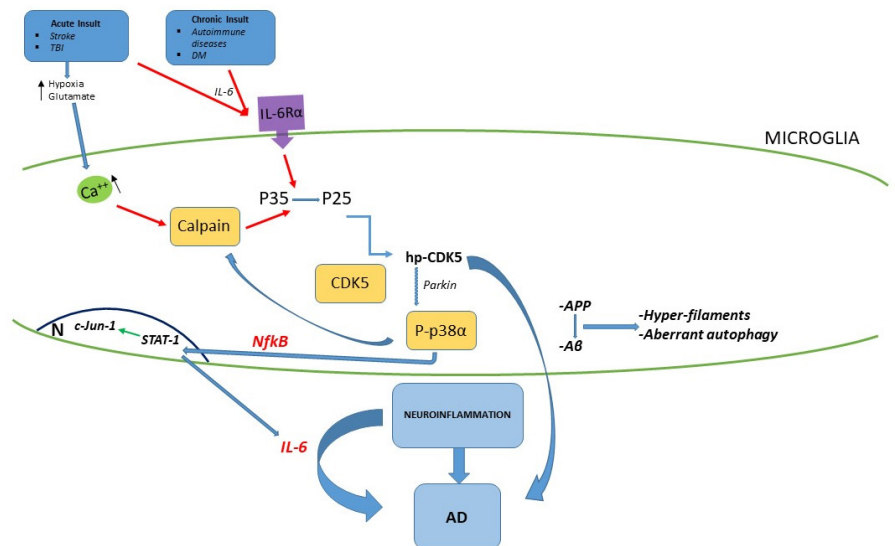 Acute Insult
▪ Stroke
▪ TBI
Chronic Insult
▪ Autoimmune
diseases
▪ DM
Hypoxia
Glutamate
IL-6
IL-6Rα
MICROGLIA
Ca++
P35
P25
Calpain
hp-CDK5
CDK5
Parkin
-APP
-Aβ
-Hyper-filaments
-Aberrant autophagy
P-p38α
N
c-Jun-1
STAT-1
NfkB
IL-6
NEUROINFLAMMATION
AD